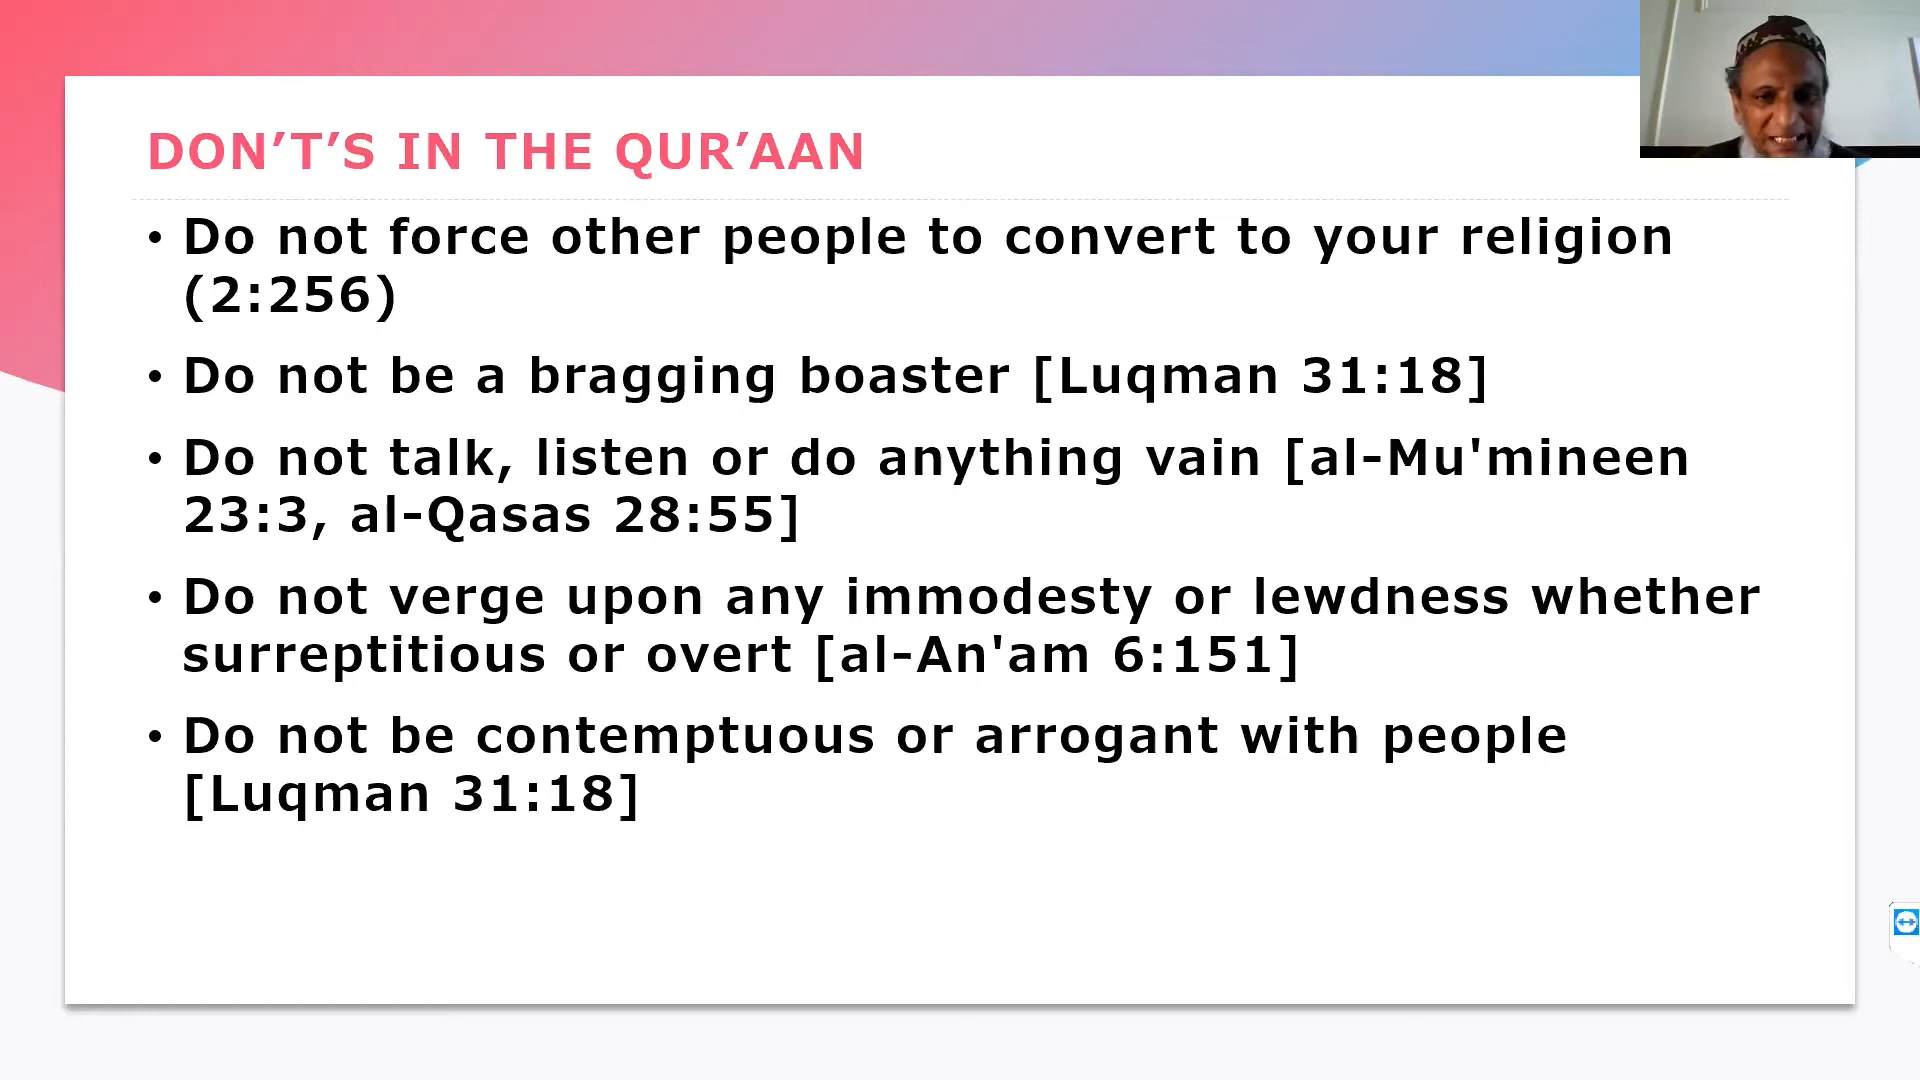 DON’T’S IN THE QUR’AAN
• Do not force other people to convert to your religion
(2:256)
• Do not be a bragging boaster [Luqman 31:18]
• Do not talk, listen or do anything vain [al-Mu'mineen
23:3, al-Qasas 28:55]
• Do not verge upon any immodesty or lewdness whether
surreptitious or overt [al-An'am 6:151]
• Do not be contemptuous or arrogant with people
[Luqman 31:18]